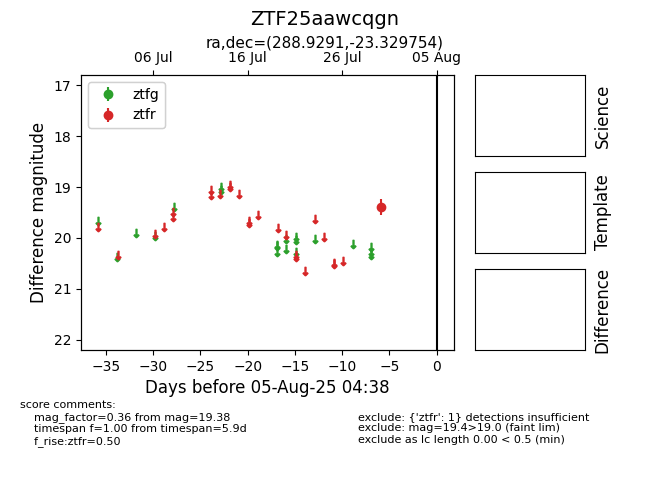 ZTF25aawcqgn
ra,dec=(288.9291,-23.329754)
06 Jul 16 Jul 26 Jul 05 Aug
ztfg
ztfr
17
18
19
20
21
22
Difference magnitude
−35 −30 −25 −20 −15 −10 −5 0
Days before 05-Aug-25 04:38
Science
Template
Difference
score comments:
mag_factor=0.36 from mag=19.38
timespan f=1.00 from timespan=5.9d
f_rise:ztfr=0.50
exclude: {'ztfr': 1} detections insufficient
exclude: mag=19.4>19.0 (faint lim)
exclude as lc length 0.00 < 0.5 (min)